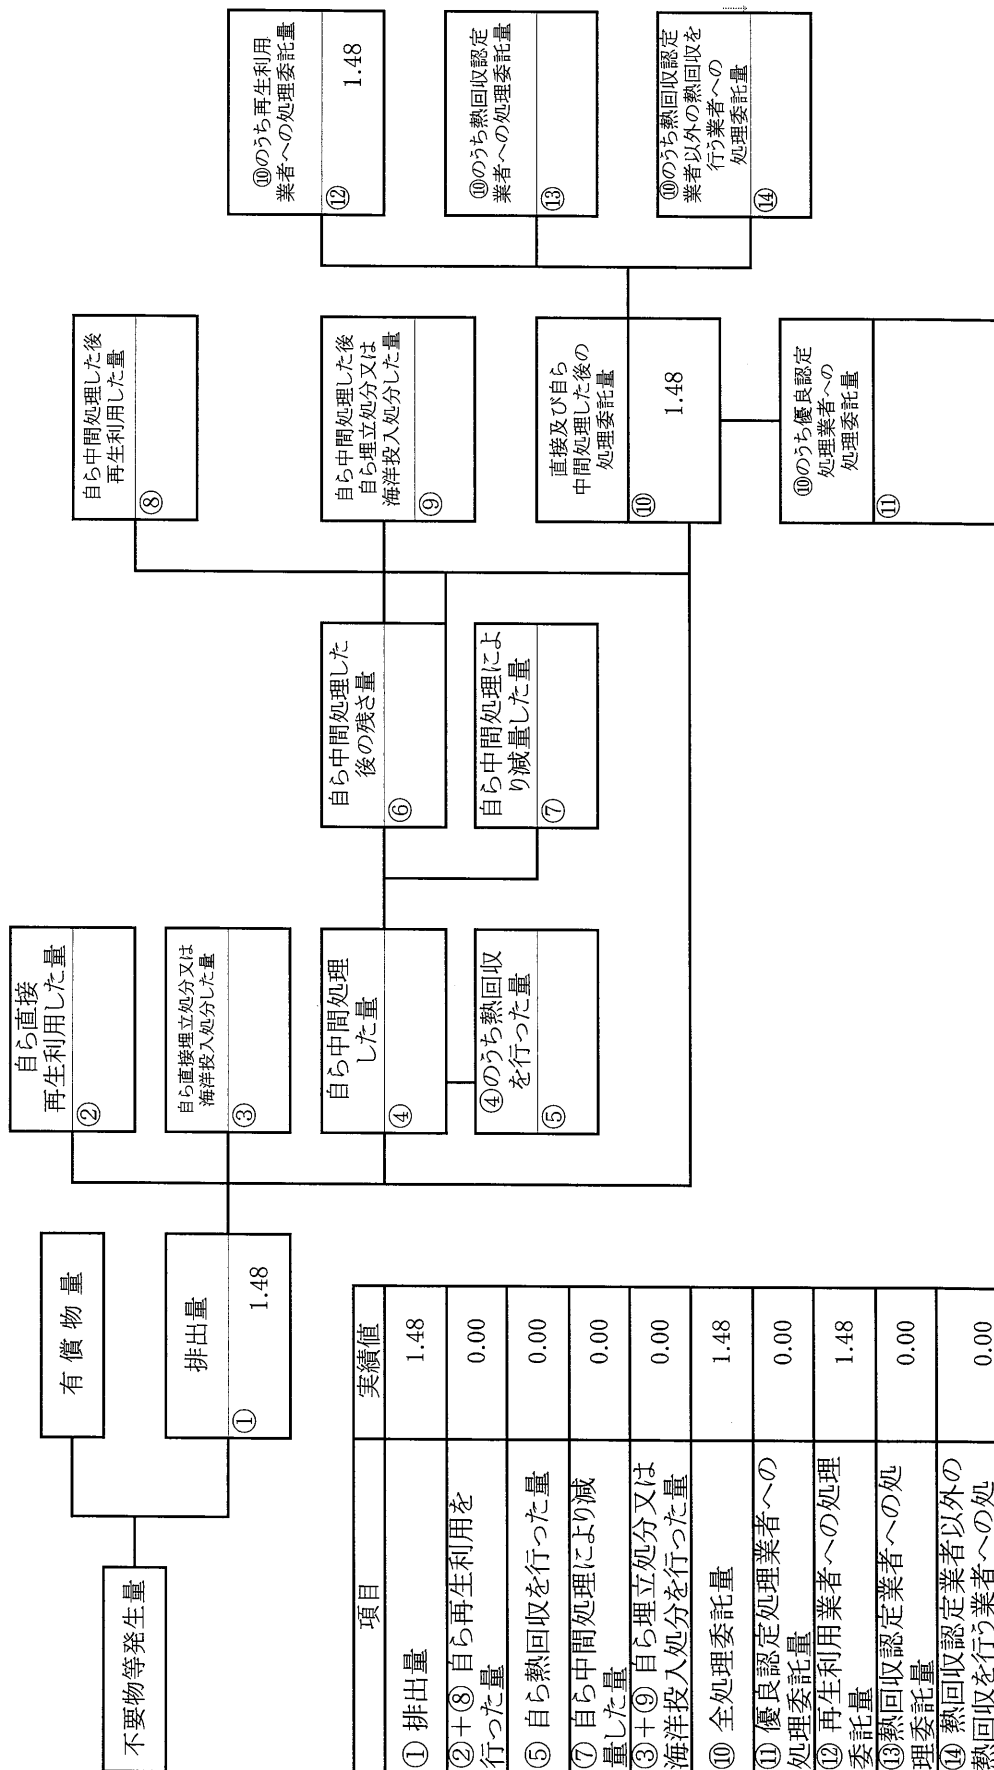 不要物等発生量
有償物量
排出量
①
1.48
自ら直接
再生利用した量
②
自ら直接埋立処分又は
海洋投入処分した量
③
自ら中間処理
した量
④
④のうち熱回収
を行った量
⑤
自ら中間処理した
後の残さ量
⑥
自ら中間処理によ
り減量した量
⑦
自ら中間処理した後
再生利用した量
⑧
自ら中間処理した後
自ら埋立処分又は
海洋投入処分した量
⑨
直接及び自ら
中間処理した後の
処理委託量
⑩
1.48
⑩のうち優良認定
処理業者への
処理委託量
⑪
⑩のうち再生利用
業者への処理委託量
⑫
1.48
⑩のうち熱回収認定
業者への処理委託量
⑬
⑩のうち熱回収認定
業者以外の熱回収を
行う業者への
処理委託量
⑭
項目 実績値
① 排出量 1.48
②+⑧ 自ら再生利用を
行った量 0.00
⑤ 自ら熱回収を行った量 0.00
⑦ 自ら中間処理により減
量した量 0.00
③+⑨ 自ら埋立処分又は
海洋投入処分を行った量 0.00
⑩ 全処理委託量 1.48
⑪ 優良認定処理業者への
処理委託量 0.00
⑫ 再生利用業者への処理
委託量 1.48
⑬熱回収認定業者への処
理委託量 0.00
⑭ 熱回収認定業者以外の
熱回収を行う業者への処 0.00